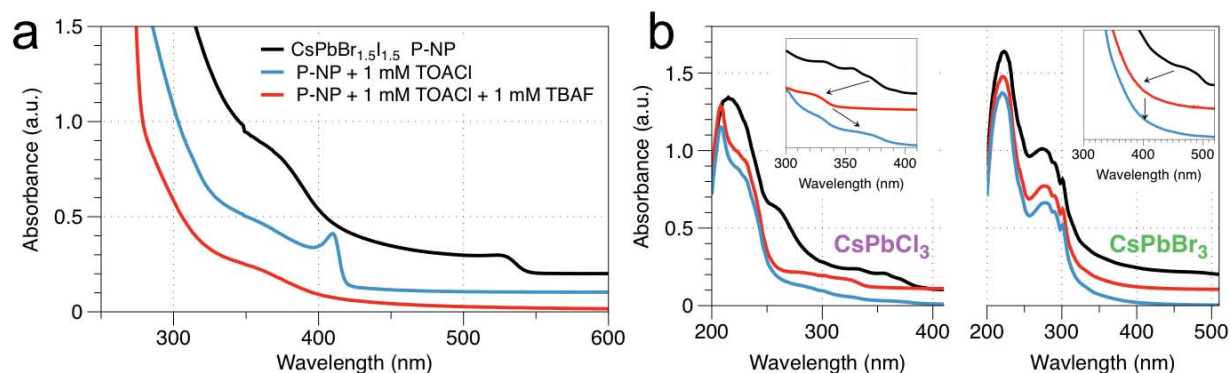 a
1.5
1.0
0.5
0
Absorbance (a.u.)
300
400
500
600
Wavelength (nm)
CsPbBr1.5I1.5 P-NP
P-NP + 1 mM TOACl
P-NP + 1 mM TOACl + 1 mM TBAF
b
1.5
1.0
0.5
0
Absorbance (a.u.)
200
300
400
Wavelength (nm)
CsPbCl3
300
350
400
Wavelength (nm)
200
300
400
500
Wavlength (nm)
CsPbBr3
300
400
500
Wavelength (nm)